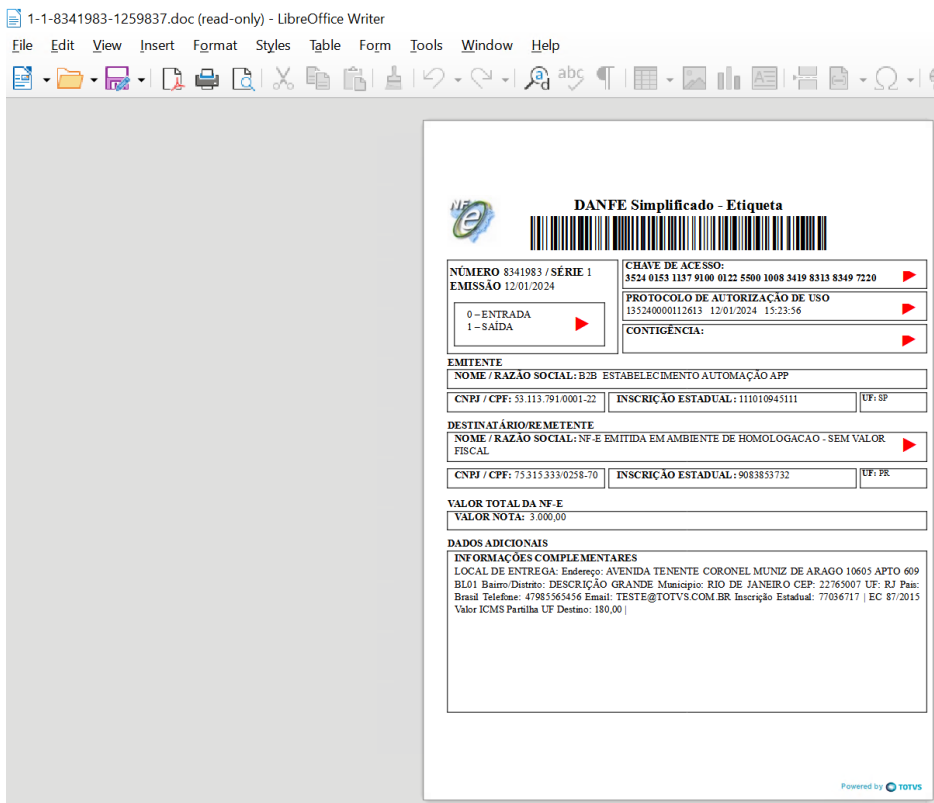 1-1-8341983-1259837.doc (read-only) - LibreOffice Writer
File Edit View Insert Format Styles Table Form Tools Window Help
NFe
DANFE Simplificado - Etiqueta
NÚMERO 8341983 / SÉRIE 1
EMISSÃO 12/01/2024
0 – ENTRADA
1 – SAÍDA
CHAVE DE ACESSO:
3524 0153 1137 9100 0122 5500 1008 3419 8313 8349 7220
PROTOCOLO DE AUTORIZAÇÃO DE USO
135240000112613 12/01/2024 15:23:56
CONTIGÊNCIA:
EMITENTE
NOME / RAZÃO SOCIAL: B2B ESTABELECIMENTO AUTOMAÇÃO APP
CNPJ / CPF: 53.113.791/0001-22 INSCRIÇÃO ESTADUAL: 111010945111 UF: SP
DESTINATÁRIO/REMETENTE
NOME / RAZÃO SOCIAL: NF-E EMITIDA EM AMBIENTE DE HOMOLOGACAO - SEM VALOR
FISCAL
CNPJ / CPF: 75.315.333/0258-70 INSCRIÇÃO ESTADUAL: 9083853732 UF: PR
VALOR TOTAL DA NF-E
VALOR NOTA: 3.000,00
DADOS ADICIONAIS
INFORMAÇÕES COMPLEMENTARES
LOCAL DE ENTREGA: Endereço: AVENIDA TENENTE CORONEL MUNIZ DE ARAGO 10605 APTO 609
BL01 Bairro/Distrito: DESCRIÇÃO GRANDE Municipio: RIO DE JANEIRO CEP: 22765007 UF: RJ Pais:
Brasil Telefone: 47985565456 Email: TESTE@TOTVS.COM.BR Inscrição Estadual: 77036717 | EC 87/2015
Valor ICMS Partilha UF Destino: 180,00 |
Powered by TOTVS